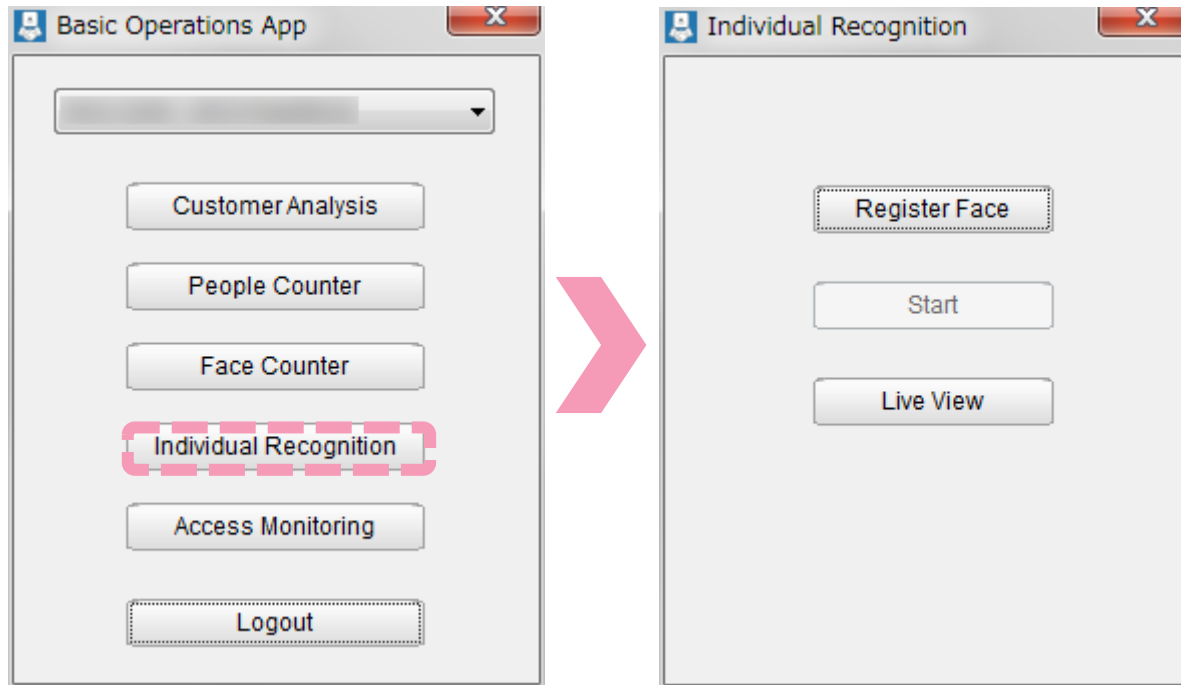 Basic Operations App
Customer Analysis
People Counter
Face Counter
Individual Recognition
Access Monitoring
Logout
Individual Recognition
Register Face
Start
Live View